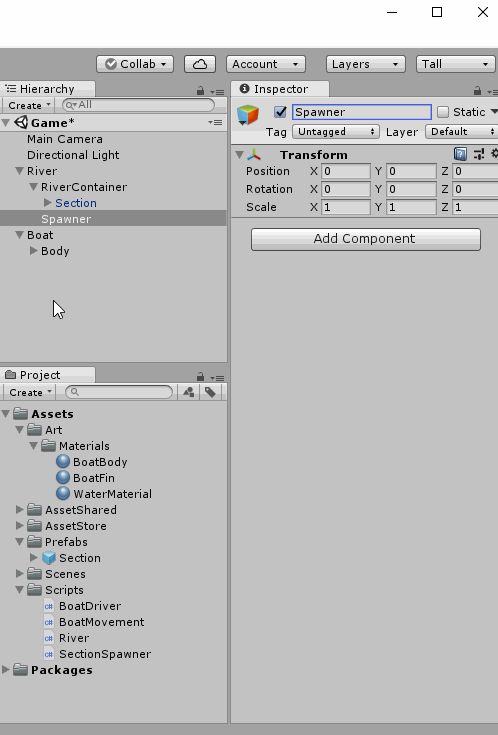 Collab Account Layers Tall
Hierarchy
Create All
Game*
Main Camera
Directional Light
River
RiverContainer
Section
Spawner
Boat
Body
Inspector
Spawner Static
Tag Untagged Layer Default
Transform
Position X 0 Y 0 Z 0
Rotation X 0 Y 0 Z 0
Scale X 1 Y 1 Z 1
Add Component
Project
Create
Assets
Art
Materials
BoatBody
BoatFin
WaterMaterial
AssetShared
AssetStore
Prefabs
Section
Scenes
Scripts
C# BoatDriver
C# BoatMovement
C# River
C# SectionSpawner
Packages